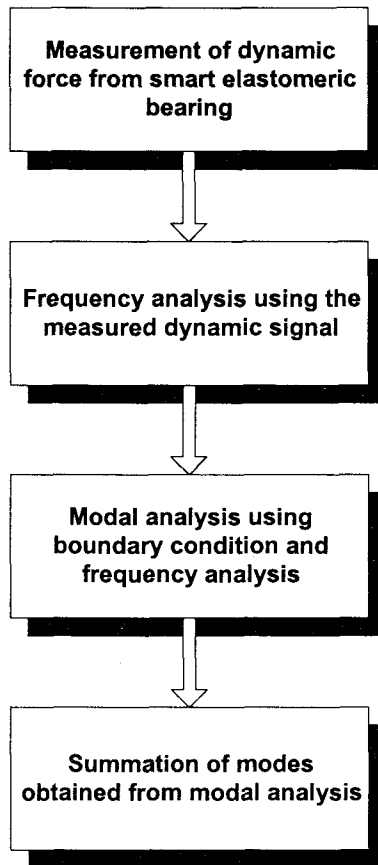 Measurement of dynamic
force from smart elastomeric
bearing
Frequency analysis using the
measured dynamic signal
Modal analysis using
boundary condition and
frequency analysis
Summation of modes
obtained from modal analysis